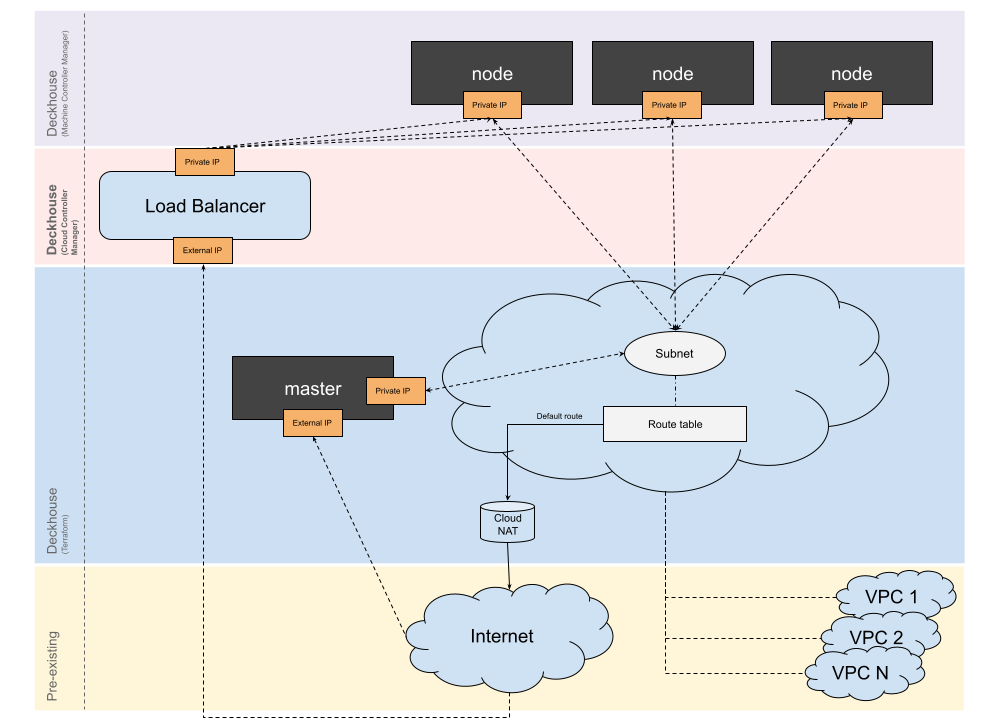 Deckhouse
(Machine Controller Manager)
node
node
node
Private IP
Private IP
Private IP
Deckhouse
(Cloud Controller
Manager)
Private IP
Load Balancer
External IP
Deckhouse
(Terraform)
Subnet
master
Private IP
External IP
Default route
Route table
Cloud
NAT
Pre-existing
Internet
VPC 1
VPC 2
VPC N